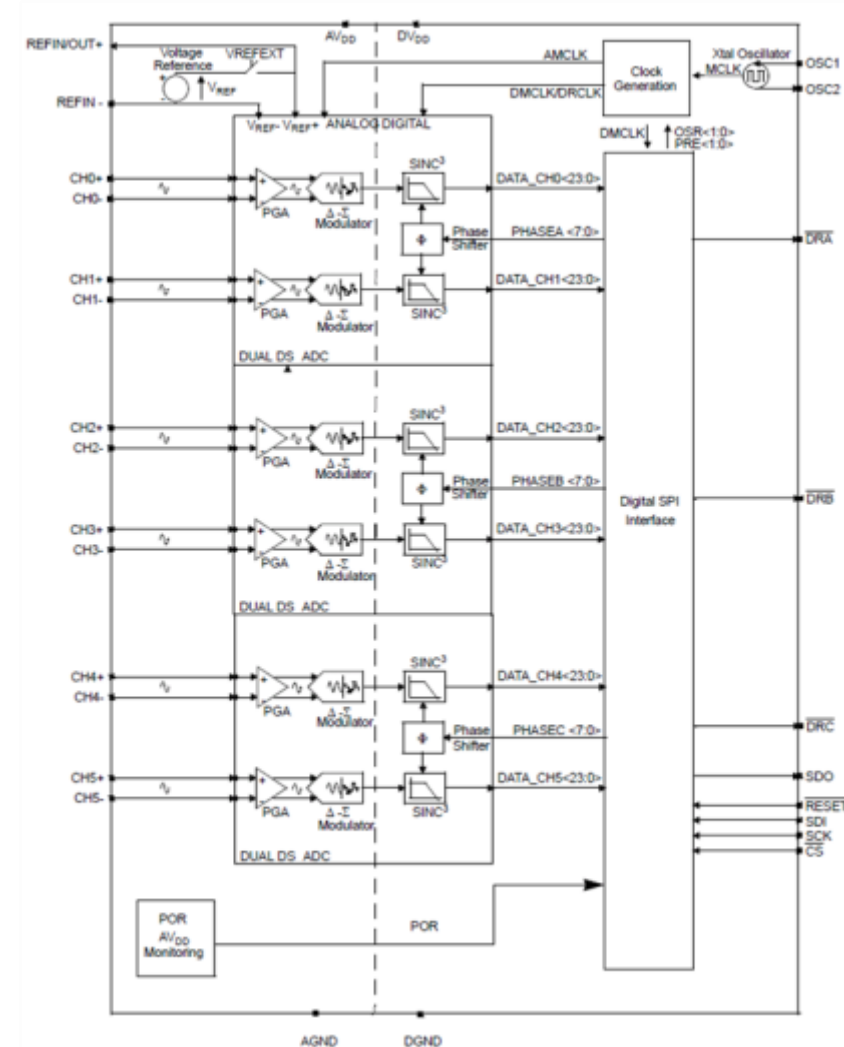 AVDD
DVDD
REFIN/OUT+
Voltage
Reference
VREFEXT
+
-
VREF
REFIN -
AMCLK
DMCLK/DRCLK
Clock
Generation
Xtal Oscillator
MCLK
OSC1
OSC2
VREF- VREF+
ANALOG
DIGITAL
DMCLK
OSR<1:0>
PRE<1:0>
CH0+
CH0-
+
-
PGA
Δ -Σ
Modulator
SINC3
DATA_CH0<23:0>
Φ
Phase
Shifter
PHASEA <7:0>
DRA
CH1+
CH1-
+
-
PGA
Δ -Σ
Modulator
SINC3
DATA_CH1<23:0>
DUAL DS ADC
CH2+
CH2-
+
-
PGA
Δ -Σ
Modulator
SINC3
DATA_CH2<23:0>
Φ
Phase
Shifter
PHASEB <7:0>
Digital SPI
Interface
DRB
CH3+
CH3-
+
-
PGA
Δ -Σ
Modulator
SINC3
DATA_CH3<23:0>
DUAL DS ADC
CH4+
CH4-
+
-
PGA
Δ -Σ
Modulator
SINC3
DATA_CH4<23:0>
Φ
Phase
Shifter
PHASEC <7:0>
DRC
CH5+
CH5-
+
-
PGA
Δ -Σ
Modulator
SINC3
DATA_CH5<23:0>
SDO
RESET
SDI
SCK
CS
DUAL DS ADC
POR
AVDD
Monitoring
POR
AGND
DGND